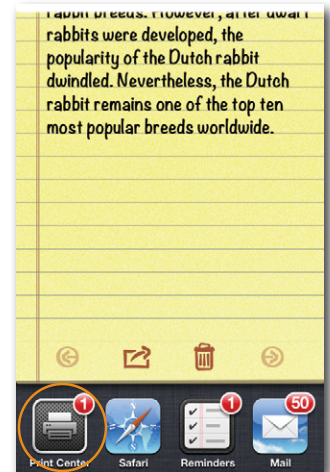 rabbit breeds. However, after dwarf
rabbits were developed, the
popularity of the Dutch rabbit
dwindled. Nevertheless, the Dutch
rabbit remains one of the top ten
most popular breeds worldwide.
1
1
50
Print Center
Safari
Reminders
Mail